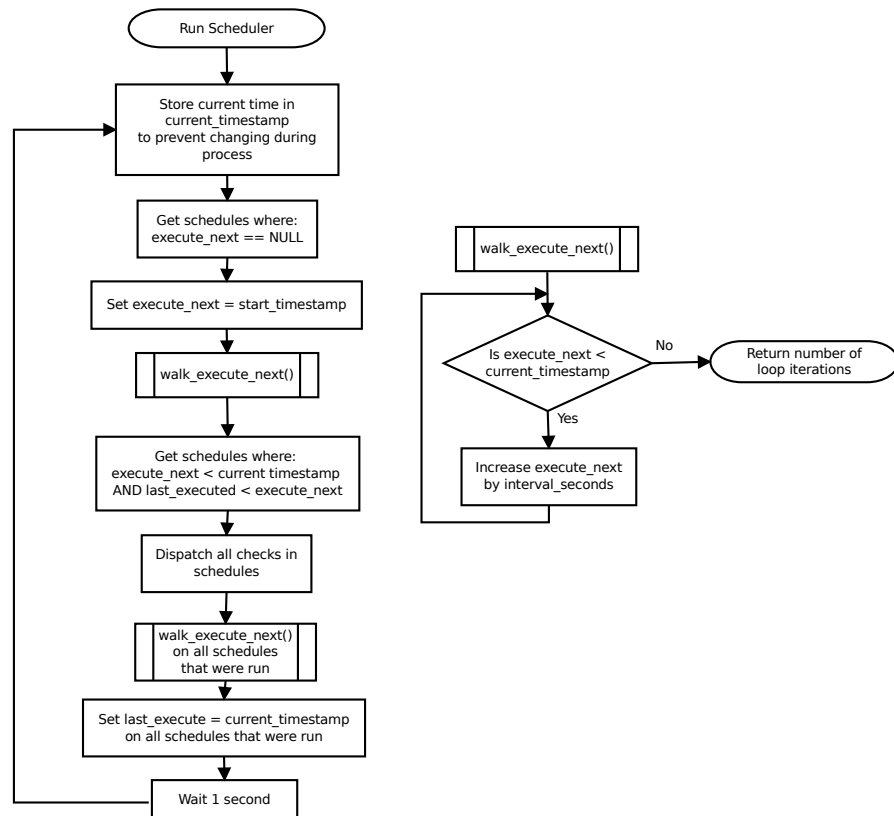 Run Scheduler
Store current time in
current_timestamp
to prevent changing during
process
Get schedules where:
execute_next == NULL
Set execute_next = start_timestamp
walk_execute_next()
Get schedules where:
execute_next < current timestamp
AND last_executed < execute_next
Dispatch all checks in
schedules
walk_execute_next()
on all schedules
that were run
Set last_execute = current_timestamp
on all schedules that were run
Wait 1 second
walk_execute_next()
Is execute_next <
current_timestamp
No
Return number of
loop iterations
Yes
Increase execute_next
by interval_seconds